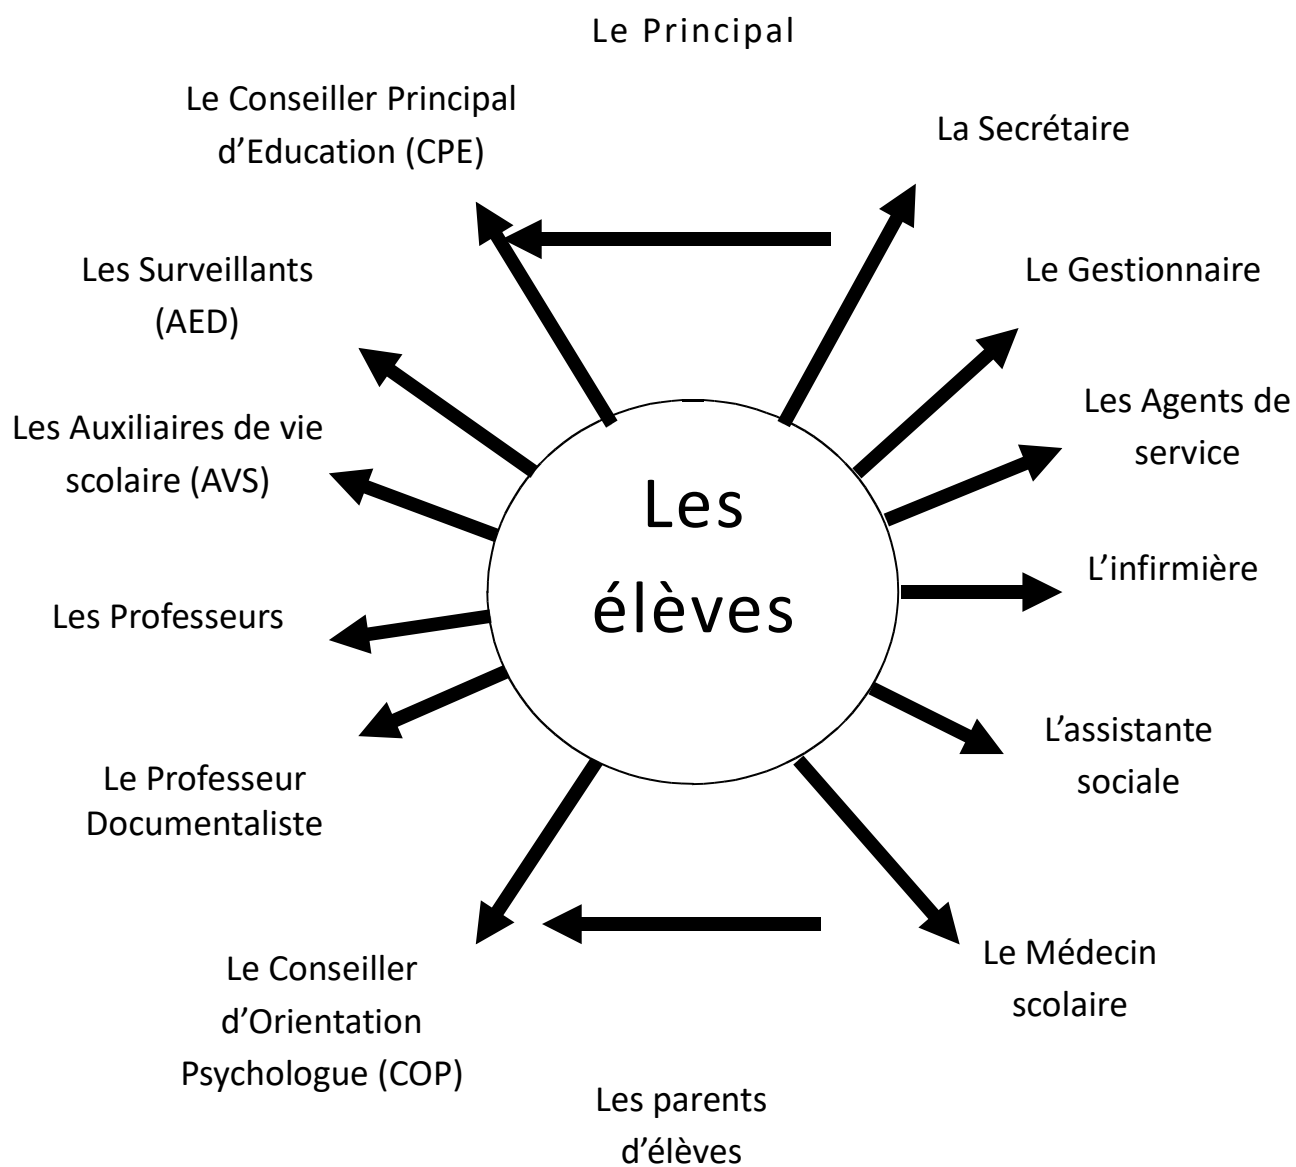 Le Principal
Le Conseiller Principal
d’Education (CPE)
La Secrétaire
Les Surveillants
(AED)
Le Gestionnaire
Les Auxiliaires de vie
scolaire (AVS)
Les Agents de
service
Les
élèves
L’infirmière
Les Professeurs
L’assistante
sociale
Le Professeur
Documentaliste
Le Conseiller
d’Orientation
Psychologue (COP)
Le Médecin
scolaire
Les parents
d’élèves